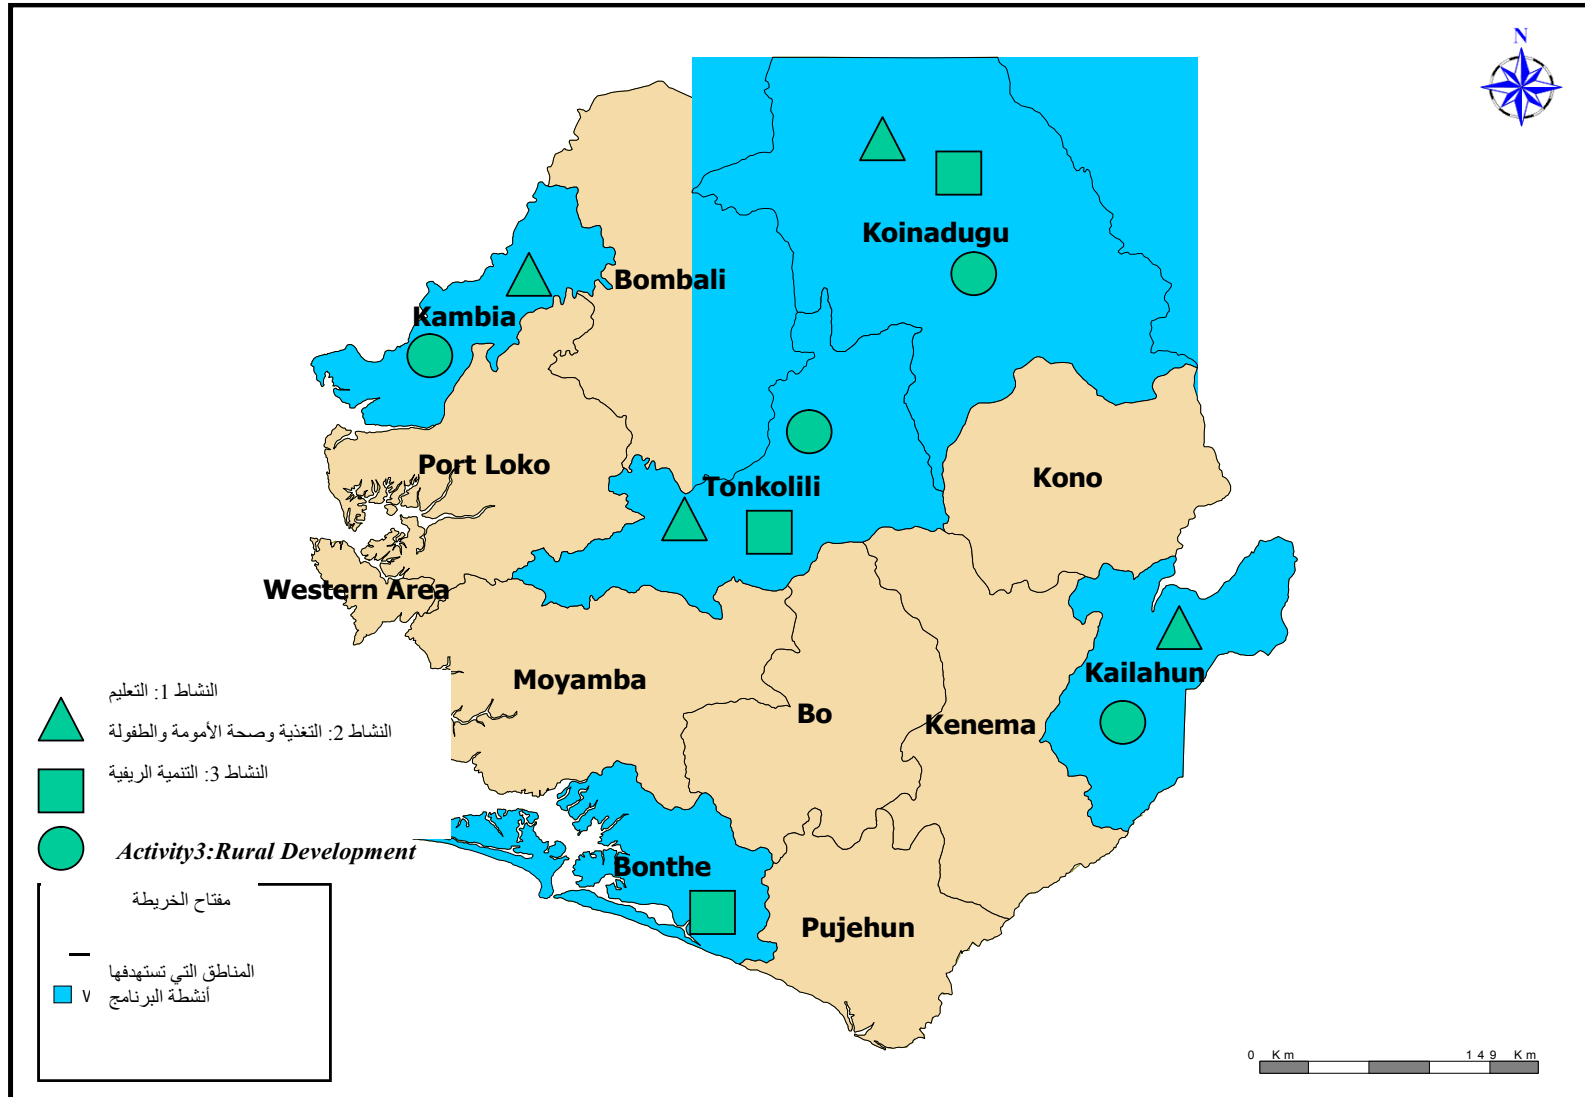 N
Koinadugu
Bombali
Kambia
Port Loko
Tonkolili
Kono
Western Area
Kailahun
Moyamba
Bo
Kenema
Bonthe
Pujehun
النشاط 1: التعليم
النشاط 2: التغذية وصحة الأمومة والطفولة
النشاط 3: التنمية الريفية
Activity3:Rural Development
مفتاح الخريطة
المناطق التي تستهدفها
أنشطة البرنامج
0 Km 149 Km